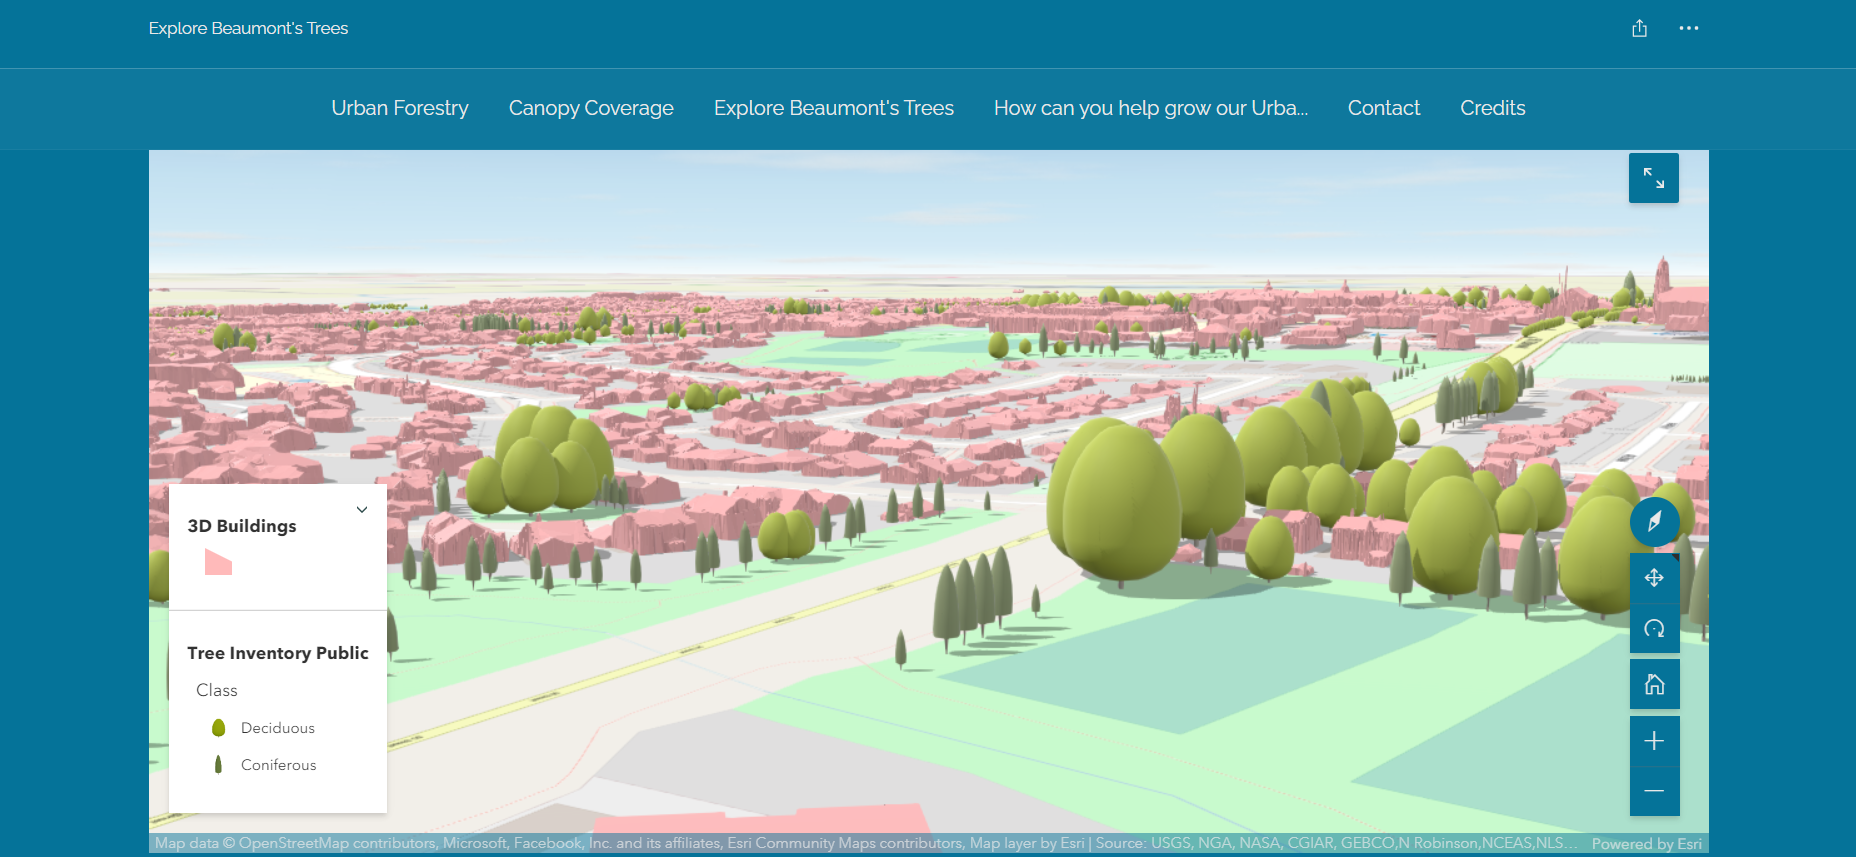 Explore Beaumont's Trees
Urban Forestry Canopy Coverage Explore Beaumont's Trees How can you help grow our Urba... Contact Credits
3D Buildings
Tree Inventory Public
Class
Deciduous
Coniferous
Map data © OpenStreetMap contributors, Microsoft, Facebook, Inc. and its affiliates, Esri Community Maps contributors, Map layer by Esri | Source: USGS, NGA, NASA, CGIAR, GEBCO,N Robinson,NCEAS,NLS... Powered by Esri